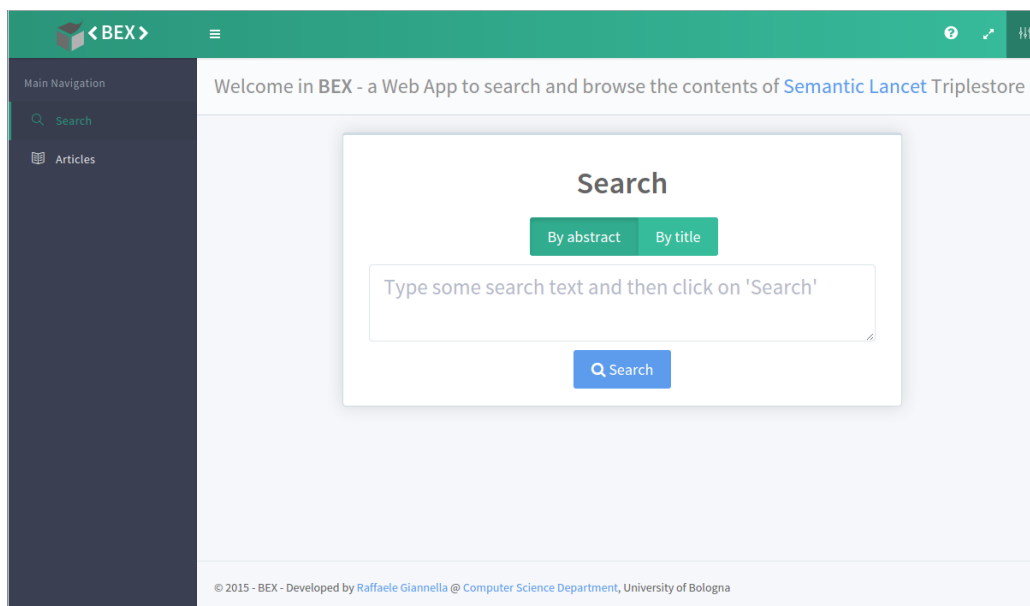 <BEX>
Main Navigation
Search
Articles
Welcome in BEX - a Web App to search and browse the contents of Semantic Lancet Triplestore
Search
By abstract By title
Type some search text and then click on 'Search'
Search
© 2015 - BEX - Developed by Raffaele Giannella @ Computer Science Department, University of Bologna